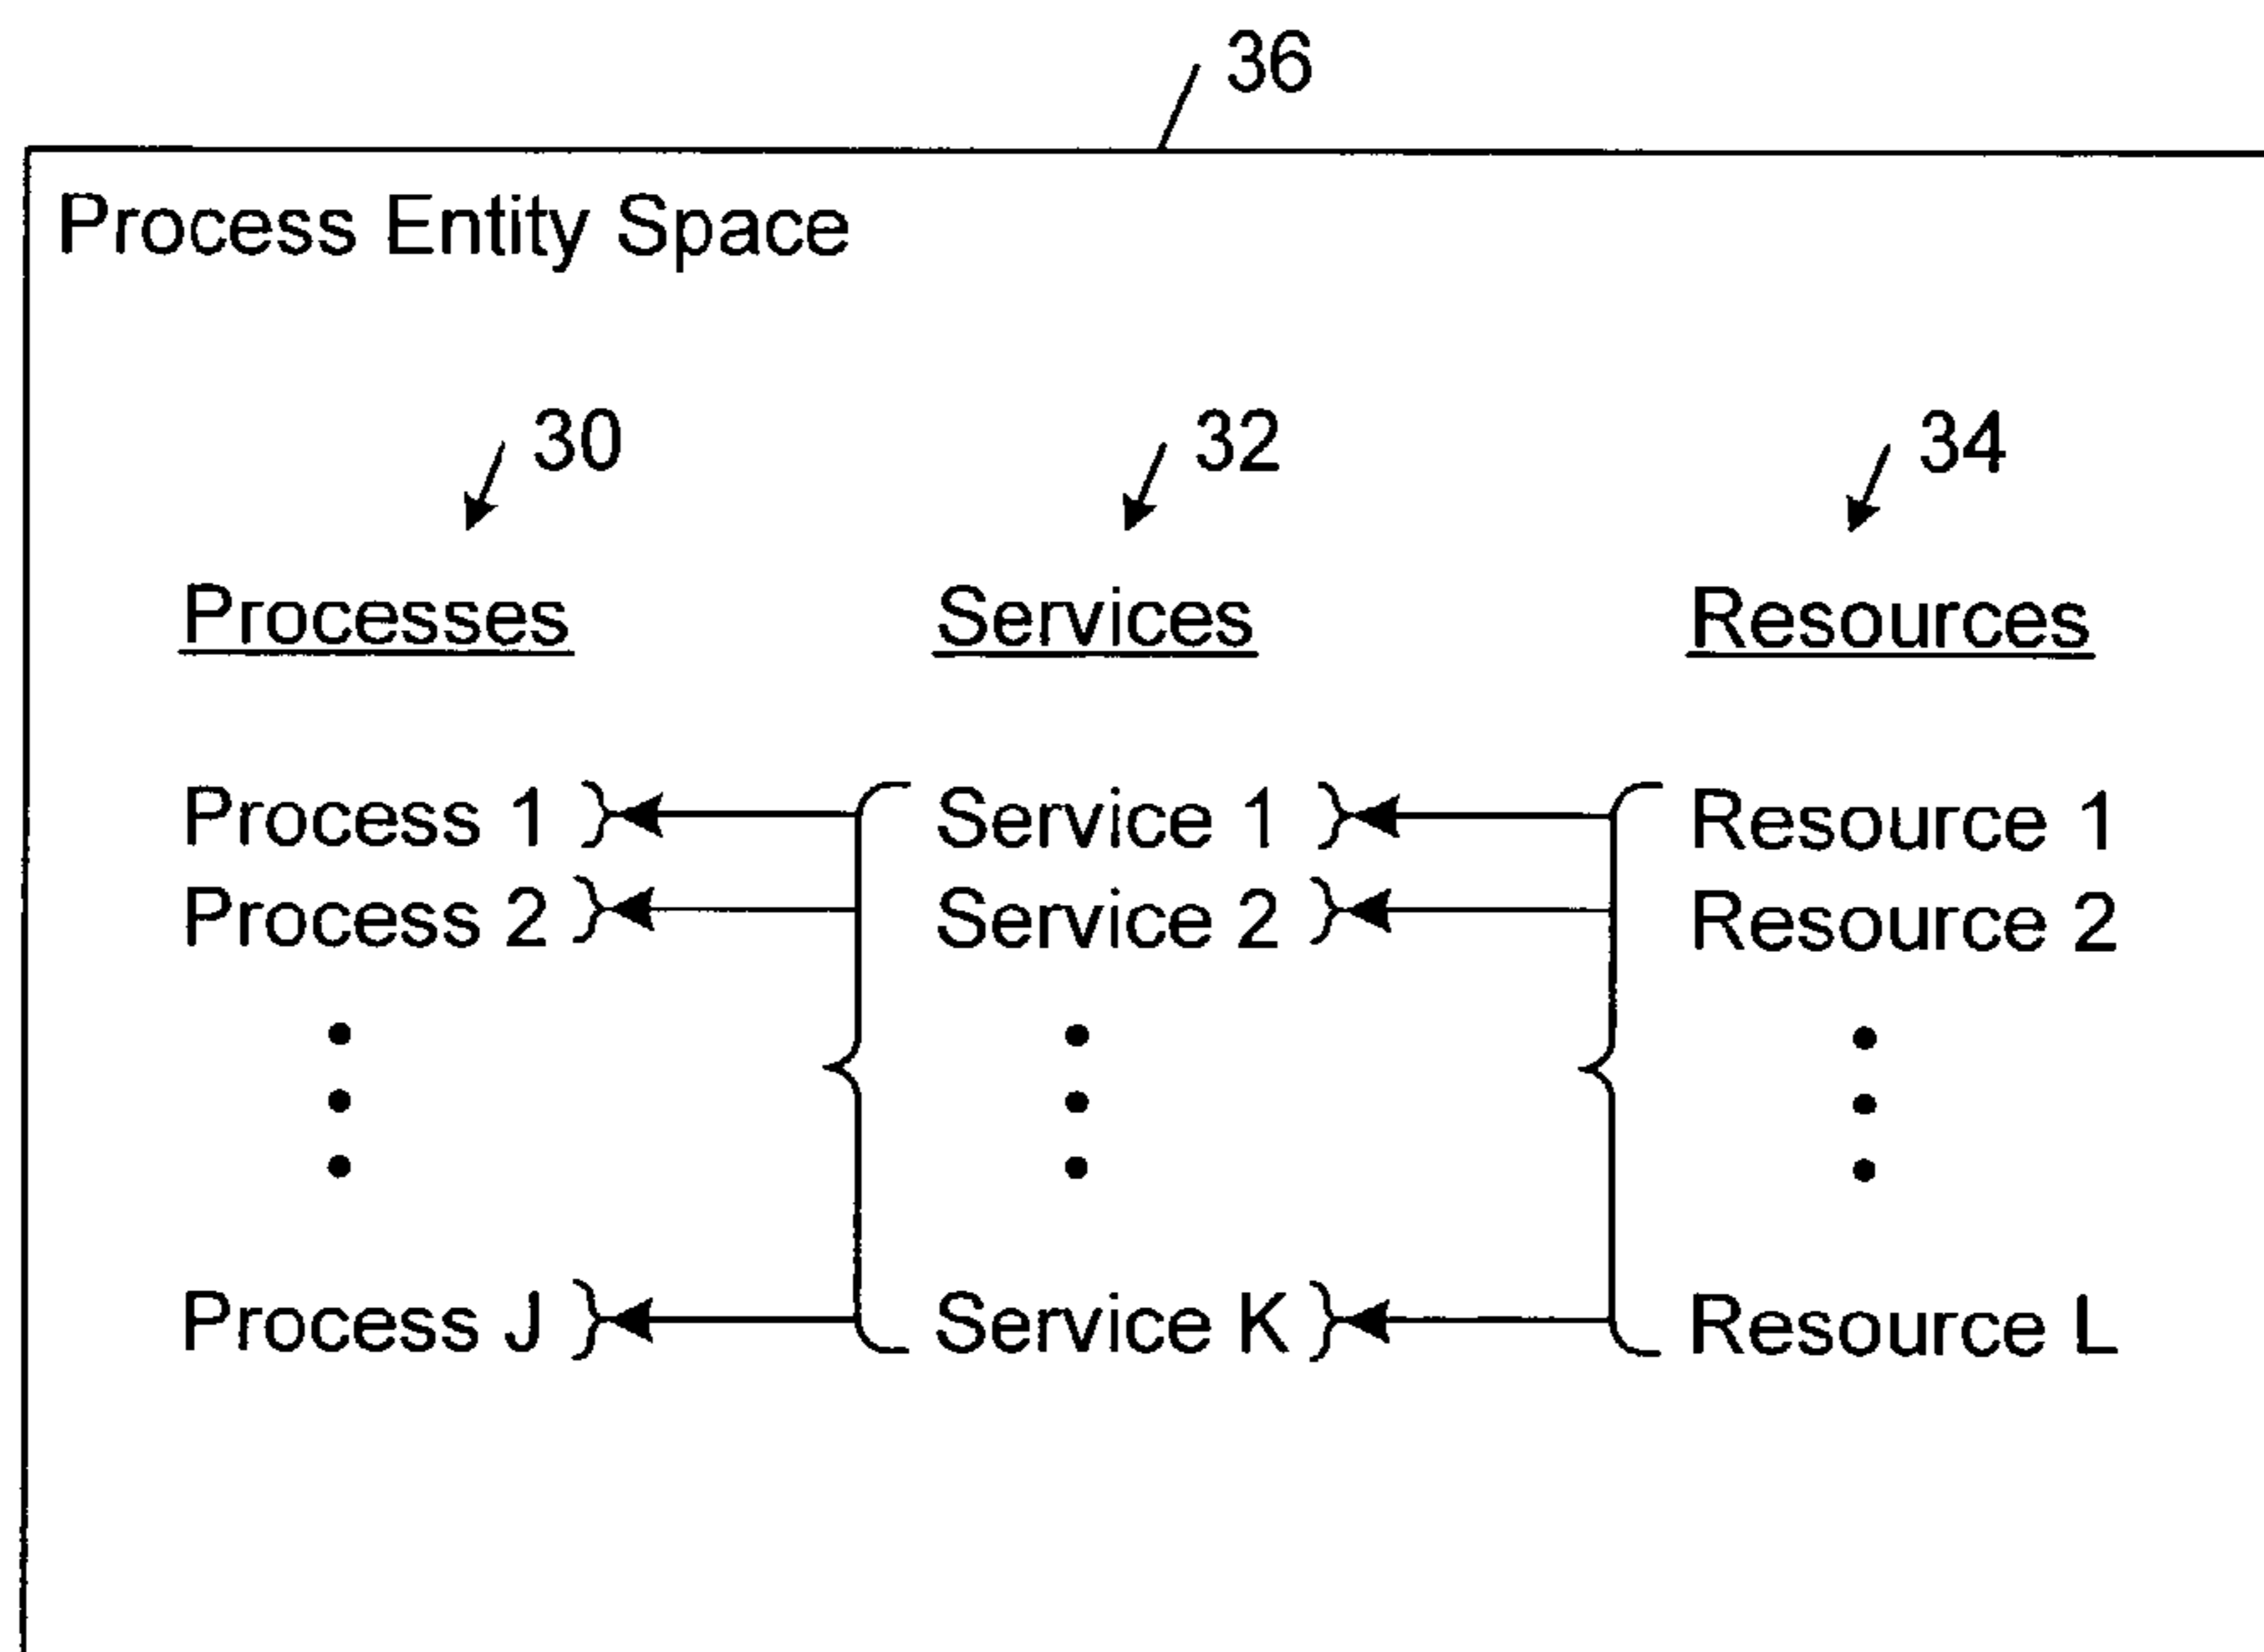 36
Process Entity Space
30 32 34
Processes Services Resources
Process 1 Service 1 Resource 1
Process 2 Service 2 Resource 2
Process J Service K Resource L